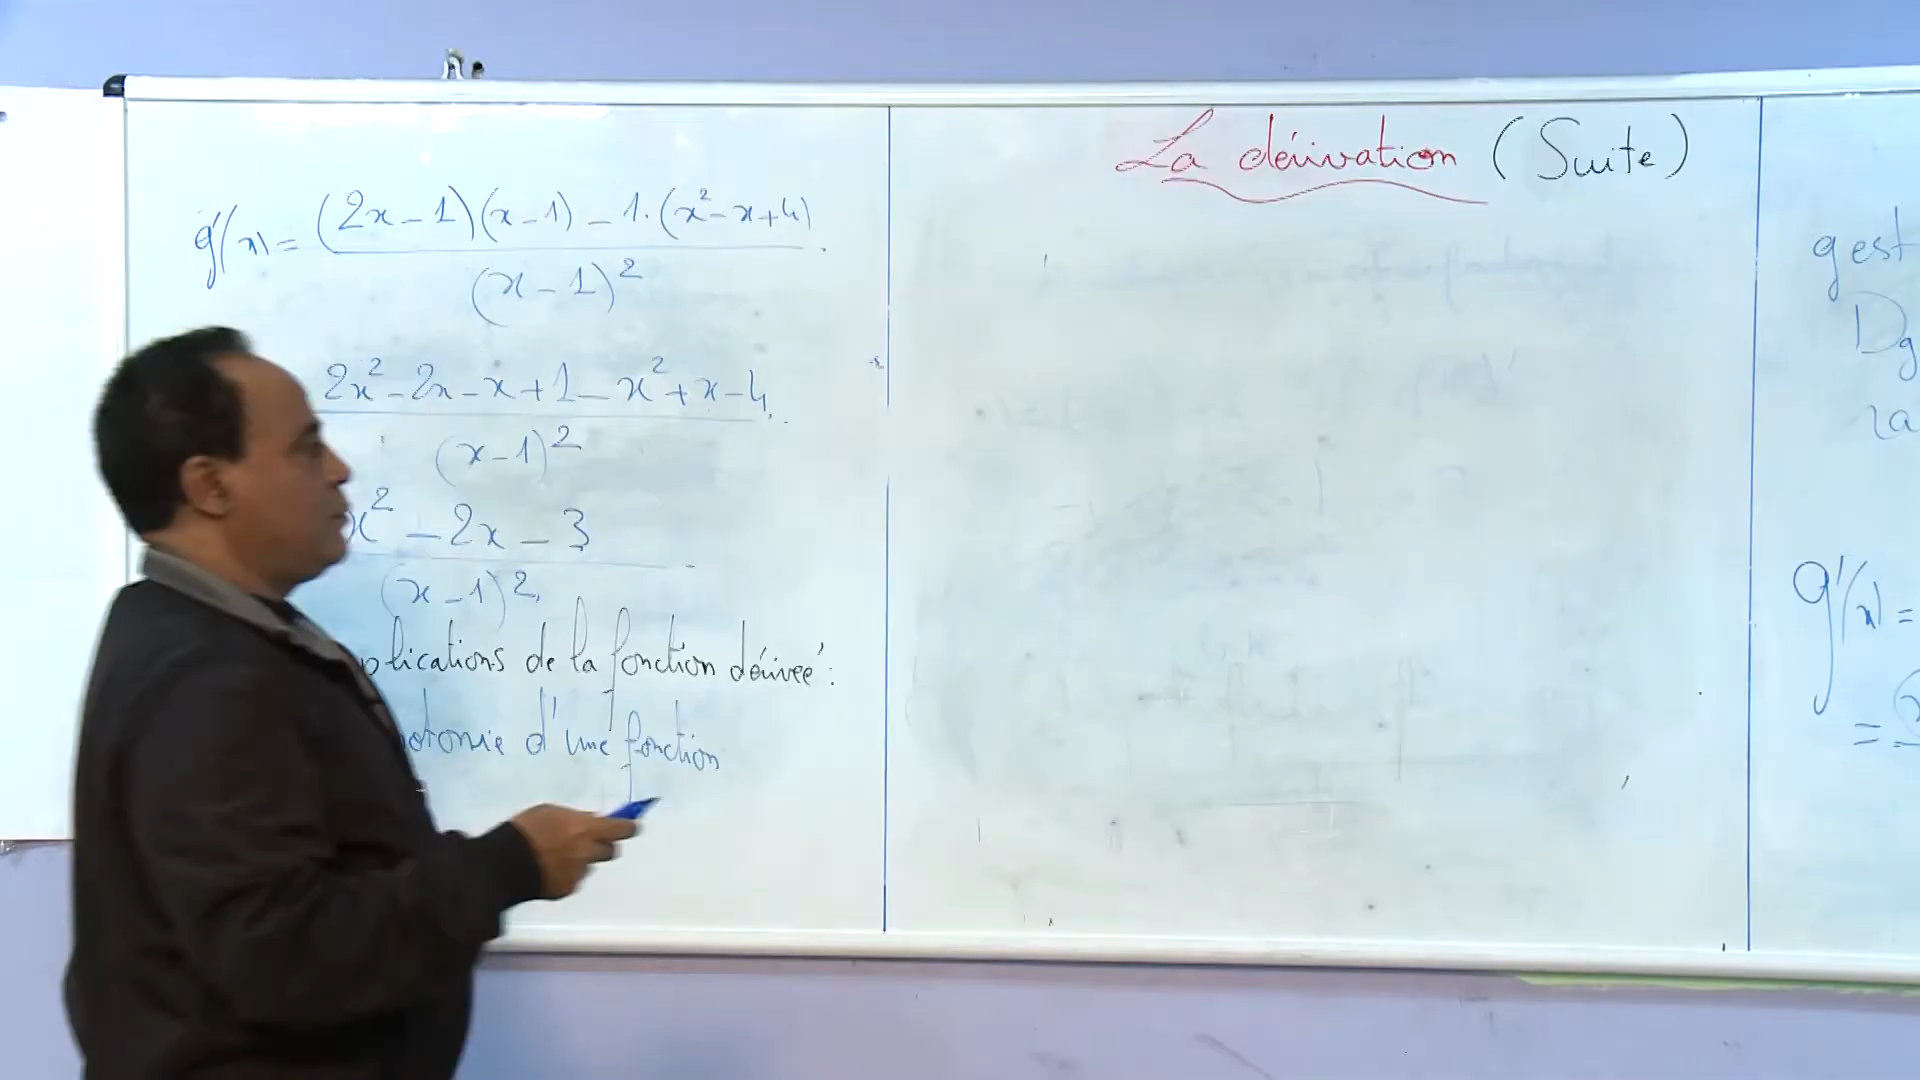 g'(x) = (2x - 1)(x - 1) - 1.(x² - x + 4)
(x - 1)²
2x² - 2x - x + 1 - x² + x - 4
(x - 1)²
x² - 2x - 3
(x - 1)²
plications de la fonction dérivée :
otonie d'une fonction
La dérivation (Suite)
g est
Dg
ra
g'(x) =
=